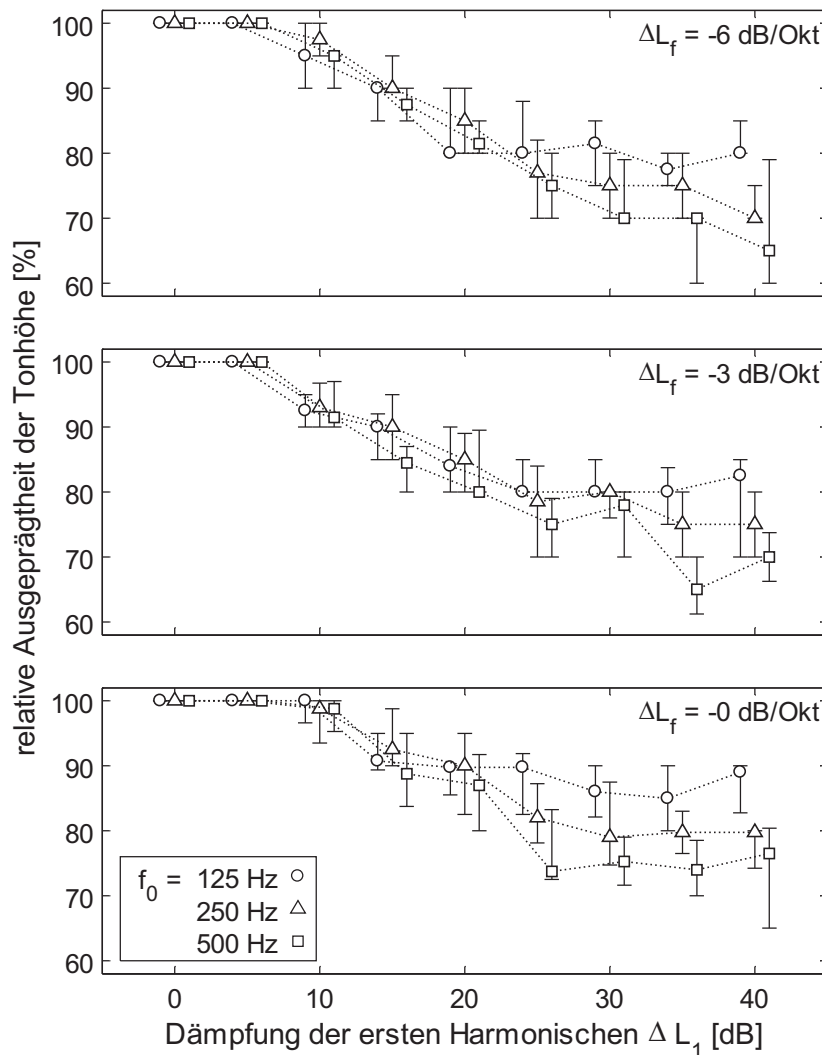 relative Ausgeprägtheit der Tonhöhe [%]
100
90
80
70
60
ΔL_f = -6 dB/Okt
100
90
80
70
60
ΔL_f = -3 dB/Okt
100
90
80
70
60
ΔL_f = -0 dB/Okt
f_0 = 125 Hz
250 Hz
500 Hz
0 10 20 30 40
Dämpfung der ersten Harmonischen Δ L_1 [dB]